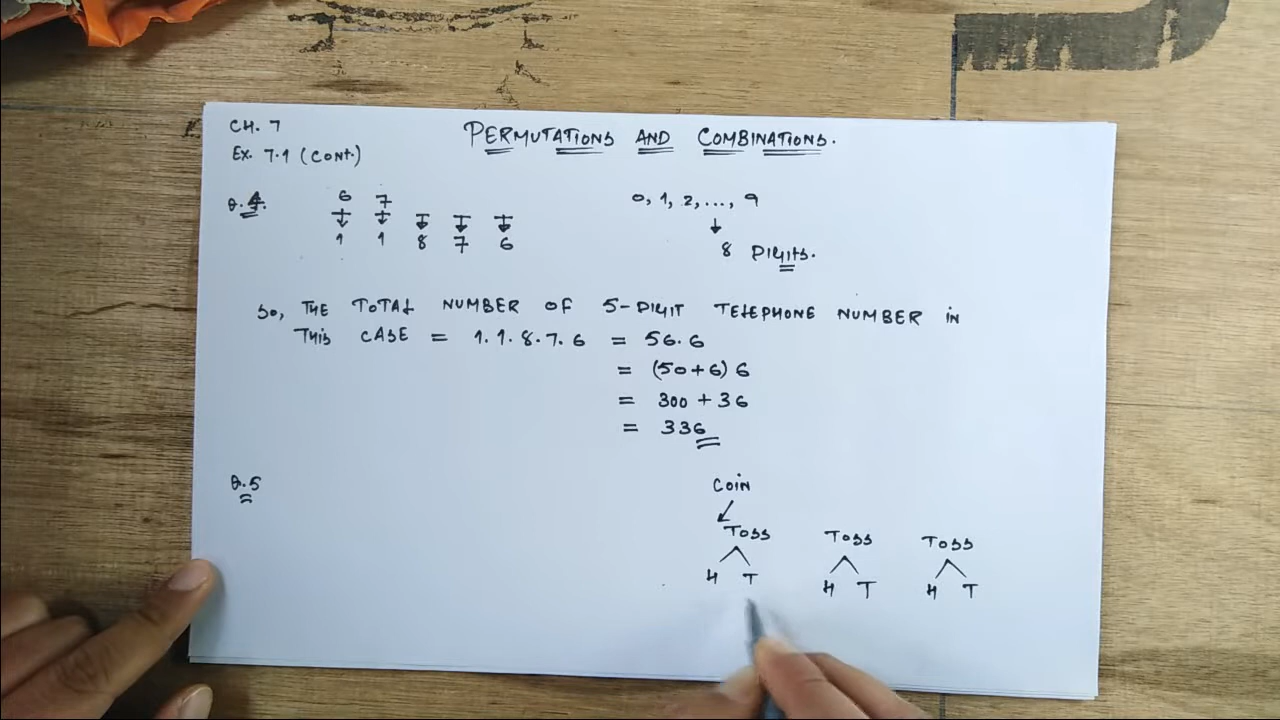 CH. 7
PERMUTATIONS AND COMBINATIONS.
EX. 7.1 (CONT.)
Q.4.
6 7
1 1 8 7 6
0, 1, 2, ..., 9
8 DIGITS.
SO, THE TOTAL NUMBER OF 5-DIGIT TELEPHONE NUMBER IN
THIS CASE = 1.1.8.7.6 = 56.6
= (50+6) 6
= 300 + 36
= 336
Q.5
COIN
TOSS TOSS TOSS
H T H T H T